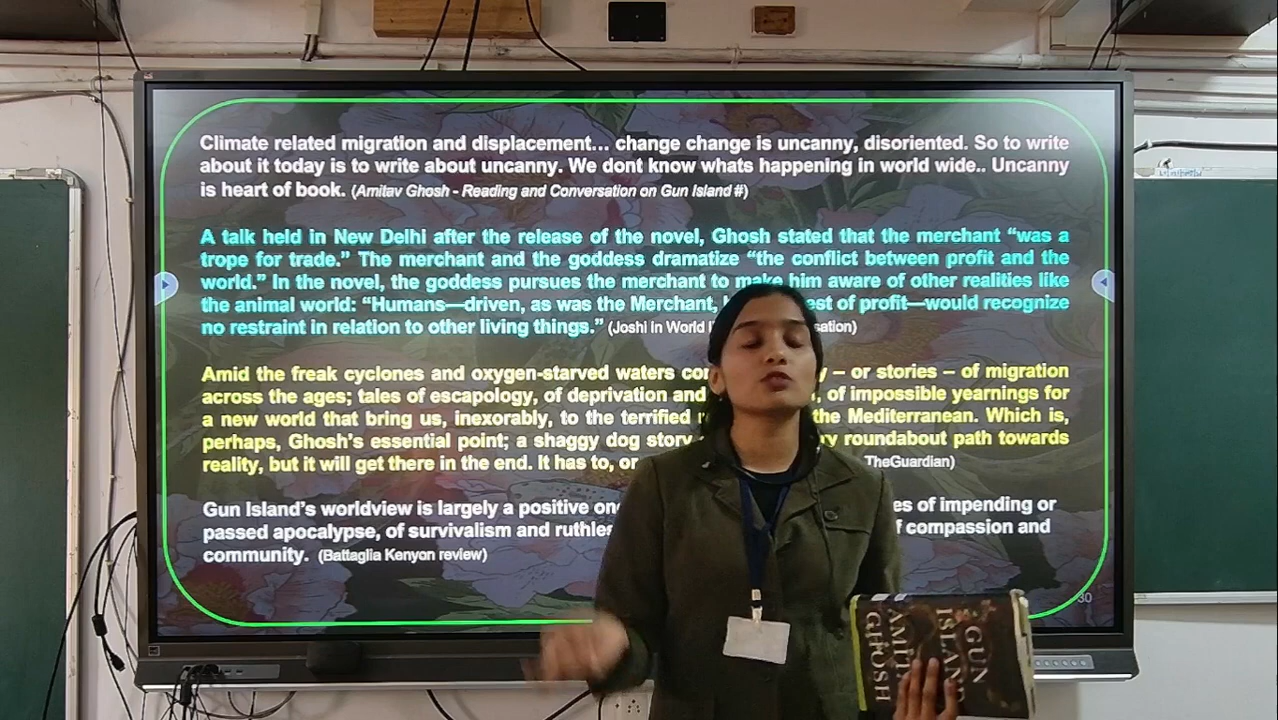 Climate related migration and displacement... change change is uncanny, disoriented. So to write
about it today is to write about uncanny. We dont know whats happening in world wide.. Uncanny
is heart of book. (Amitav Ghosh - Reading and Conversation on Gun Island #)
A talk held in New Delhi after the release of the novel, Ghosh stated that the merchant “was a
trope for trade.” The merchant and the goddess dramatize “the conflict between profit and the
world.” In the novel, the goddess pursues the merchant to make him aware of other realities like
the animal world: “Humans—driven, as was the Merchant, of profit—would recognize
no restraint in relation to other living things.” (Joshi in World
Amid the freak cyclones and oxygen-starved waters – or stories – of migration
across the ages; tales of escapology, of deprivation and of impossible yearnings for
a new world that bring us, inexorably, to the terrified the Mediterranean. Which is,
perhaps, Ghosh’s essential point; a shaggy dog story roundabout path towards
reality, but it will get there in the end. It has to, or TheGuardian)
Gun Island’s worldview is largely a positive of impending or
passed apocalypse, of survivalism and compassion and
community. (Battaglia Kenyon review)
30
GUN
ISLAND
GHOSH